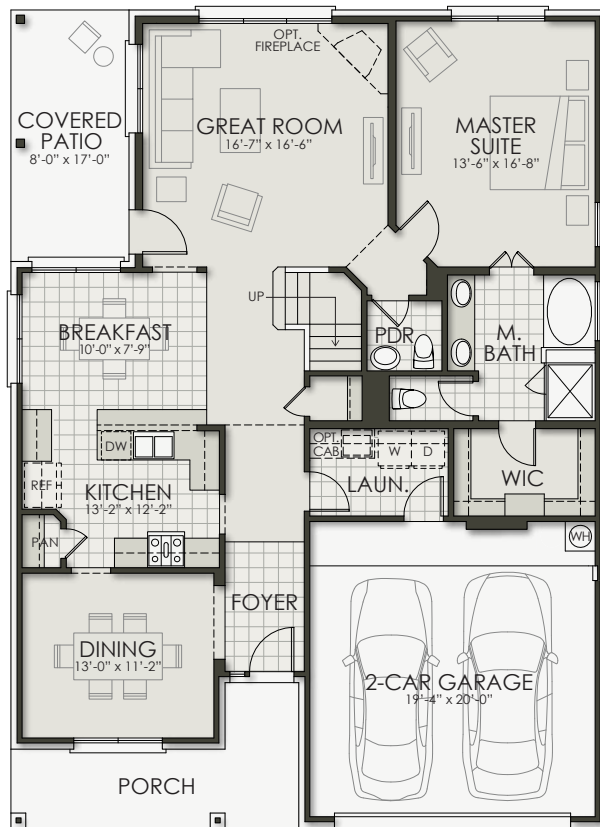 OPT.
FIREPLACE
COVERED
PATIO
8'-0" x 17'-0"
GREAT ROOM
16'-7" x 16'-6"
MASTER
SUITE
13'-6" x 16'-8"
UP
BREAKFAST
10'-0" x 7'-9"
PDR
M.
BATH
DW
OPT.
CAB.
W
D
REF
KITCHEN
13'-2" x 12'-2"
LAUN.
WIC
PAN
WH
FOYER
DINING
13'-0" x 11'-2"
2-CAR GARAGE
19'-4" x 20'-0"
PORCH